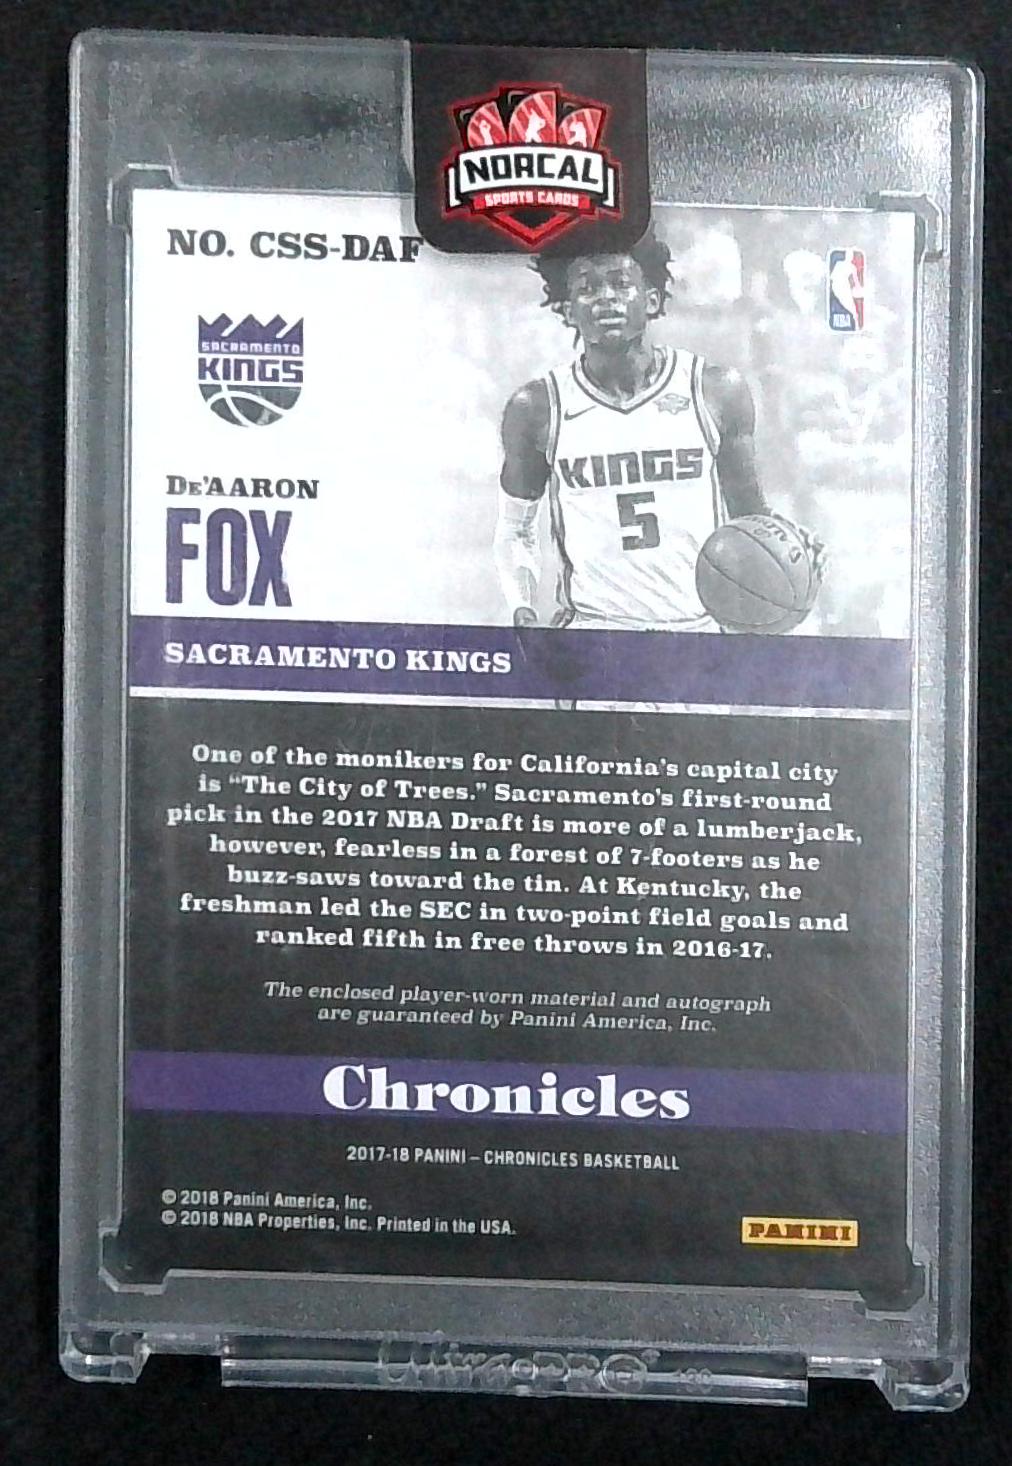 NORCAL
SPORTS CARDS
NO. CSS-DAF
NBA
SACRAMENTO
KINGS
KINGS
5
DE'AARON
FOX
SACRAMENTO KINGS
One of the monikers for California's capital city
is “The City of Trees.” Sacramento's first-round
pick in the 2017 NBA Draft is more of a lumberjack,
however, fearless in a forest of 7-footers as he
buzz-saws toward the tin. At Kentucky, the
freshman led the SEC in two-point field goals and
ranked fifth in free throws in 2016-17.
The enclosed player-worn material and autograph
are guaranteed by Panini America, Inc.
Chronicles
2017-18 PANINI – CHRONICLES BASKETBALL
© 2018 Panini America, Inc.
© 2018 NBA Properties, Inc. Printed in the USA.
PANINI
UltraPRO